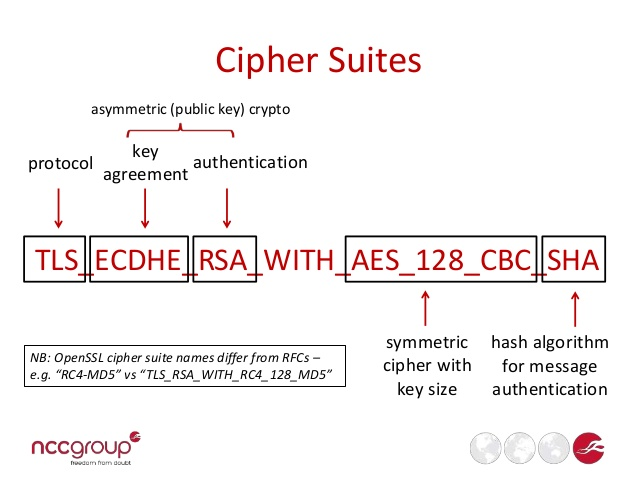 Cipher Suites
asymmetric (public key) crypto
protocol
key
agreement
authentication
TLS_ECDHE_RSA_WITH_AES_128_CBC_SHA
symmetric
cipher with
key size
hash algorithm
for message
authentication
NB: OpenSSL cipher suite names differ from RFCs –
e.g. “RC4-MD5” vs “TLS_RSA_WITH_RC4_128_MD5”
nccgroup
freedom from doubt